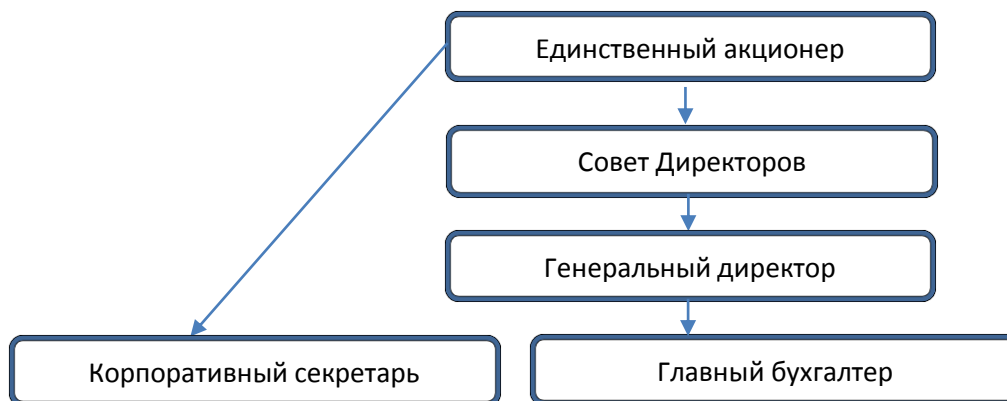 Единственный акционер
Совет Директоров
Генеральный директор
Корпоративный секретарь
Главный бухгалтер